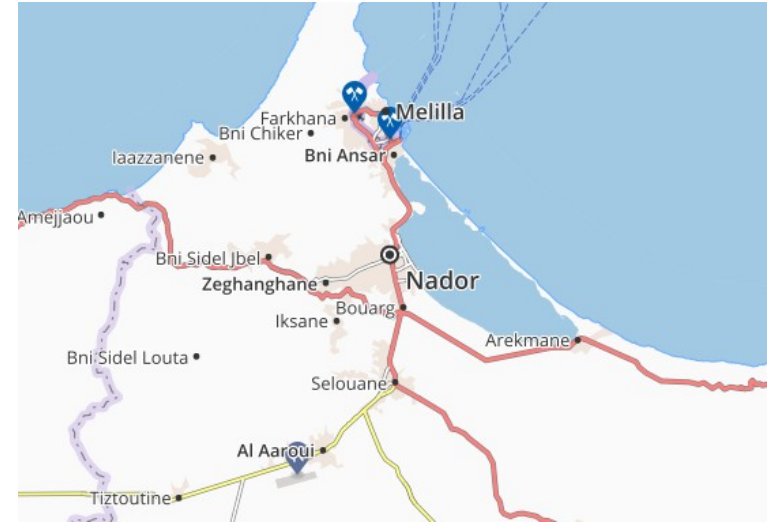 Melilla
Farkhana
Bni Chiker
Bni Ansar
Iaazzanene
Amejjaou
Bni Sidel Jbel
Nador
Zeghanghane
Bouarg
Iksane
Arekmane
Bni Sidel Louta
Selouane
Al Aaroui
Tiztoutine